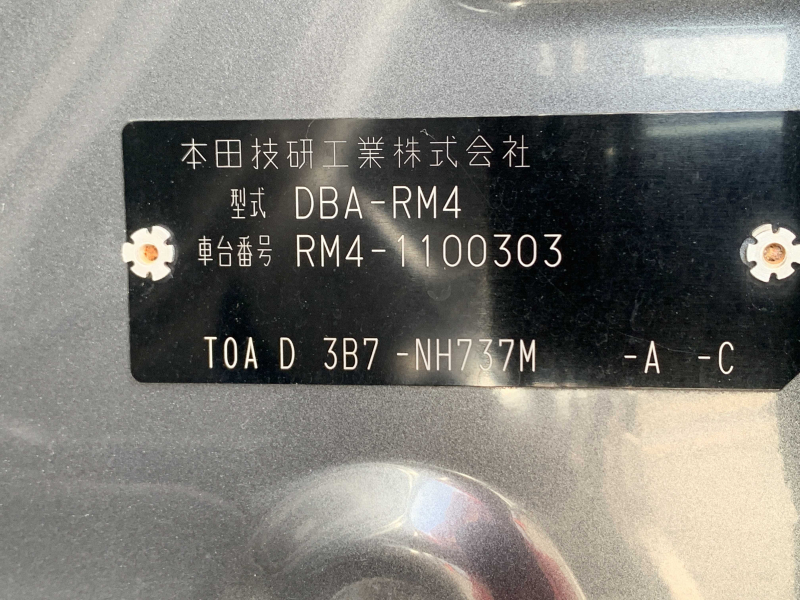 本田技研工業株式会社
型式 DBA-RM4
車台番号 RM4-1100303
TOA D 3B7 -NH737M -A -C